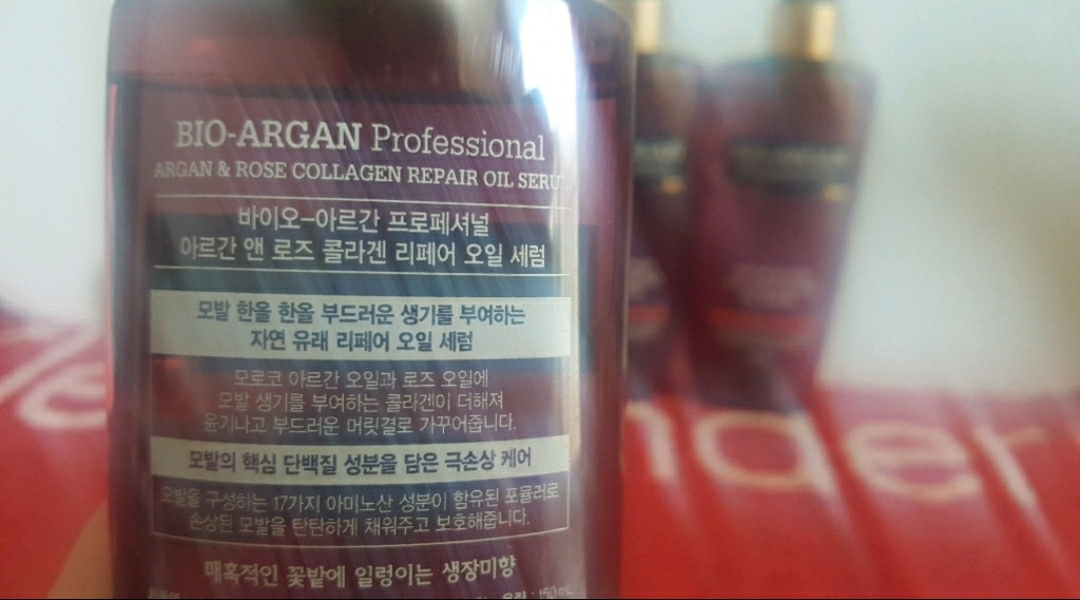 BIO-ARGAN Professional
ARGAN & ROSE COLLAGEN REPAIR OIL
바이오-아르간 프로페셔널
아르간 앤 로즈 콜라겐 리페어 오일 세럼
모발 한올 한올 부드러운 생기를 부여하는
자연 유래 리페어 오일 세럼
모로코 아르간 오일과 로즈 오일에
모발 생기를 부여하는 콜라겐이 더해져
윤기나고 부드러운 머릿결로 가꾸어줍니다.
모발의 핵심 단백질 성분을 담은 극손상 케어
모발을 구성하는 17가지 아미노산 성분이 함유된 포뮬러로
손상된 모발을 탄탄하게 채워주고 보호해줍니다.
매혹적인 꽃밭에 일렁이는 생장미향